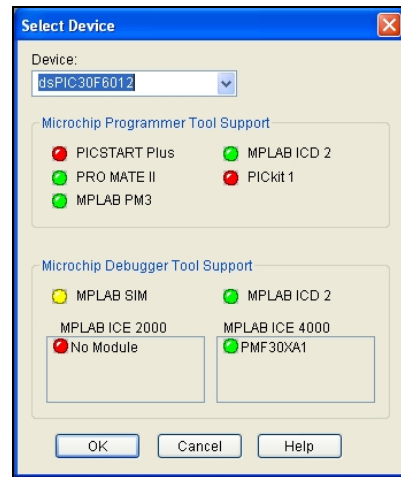 Select Device
Device:
dsPIC30F6012
Microchip Programmer Tool Support
PICSTART Plus
MPLAB ICD 2
PRO MATE II
PICkit 1
MPLAB PM3
Microchip Debugger Tool Support
MPLAB SIM
MPLAB ICD 2
MPLAB ICE 2000
MPLAB ICE 4000
No Module
PMF30XA1
OK
Cancel
Help